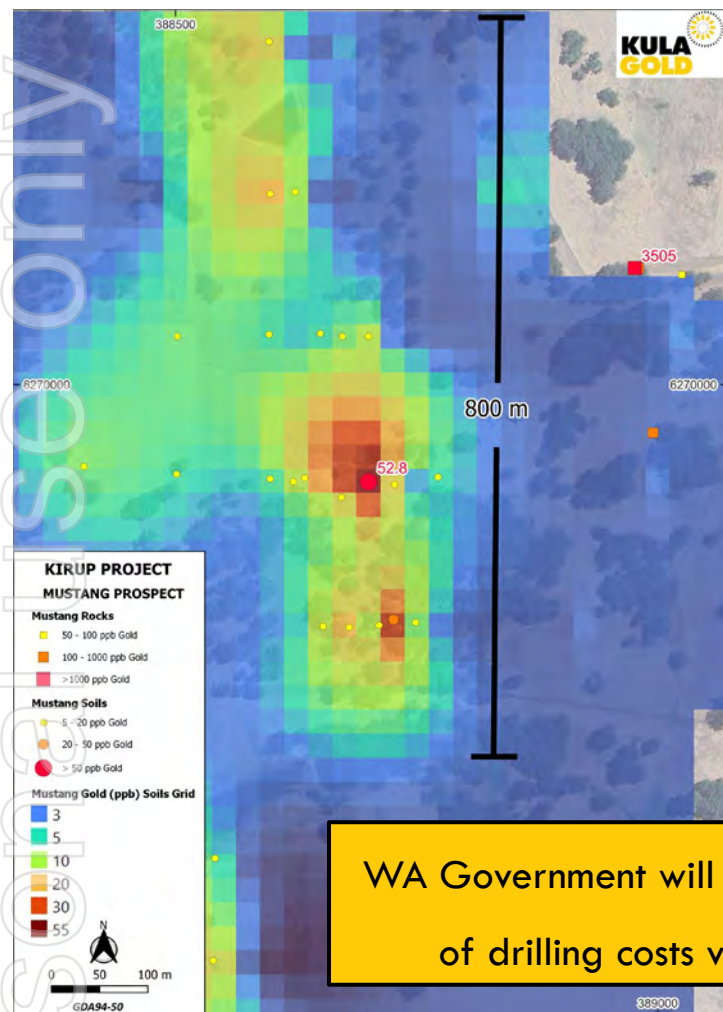 388500
KULA
GOLD
3505
6270000
6270000
800 m
52.8
KIRUP PROJECT
MUSTANG PROSPECT
Mustang Rocks
50 - 100 ppb Gold
100 - 1000 ppb Gold
>1000 ppb Gold
Mustang Soils
5 - 20 ppb Gold
20 - 50 ppb Gold
> 50 ppb Gold
Mustang Gold (ppb) Soils Grid
3
5
10
20
30
55
N
0 50 100 m
GDA94-50
WA Government will
of drilling costs v
389000
sonal use only